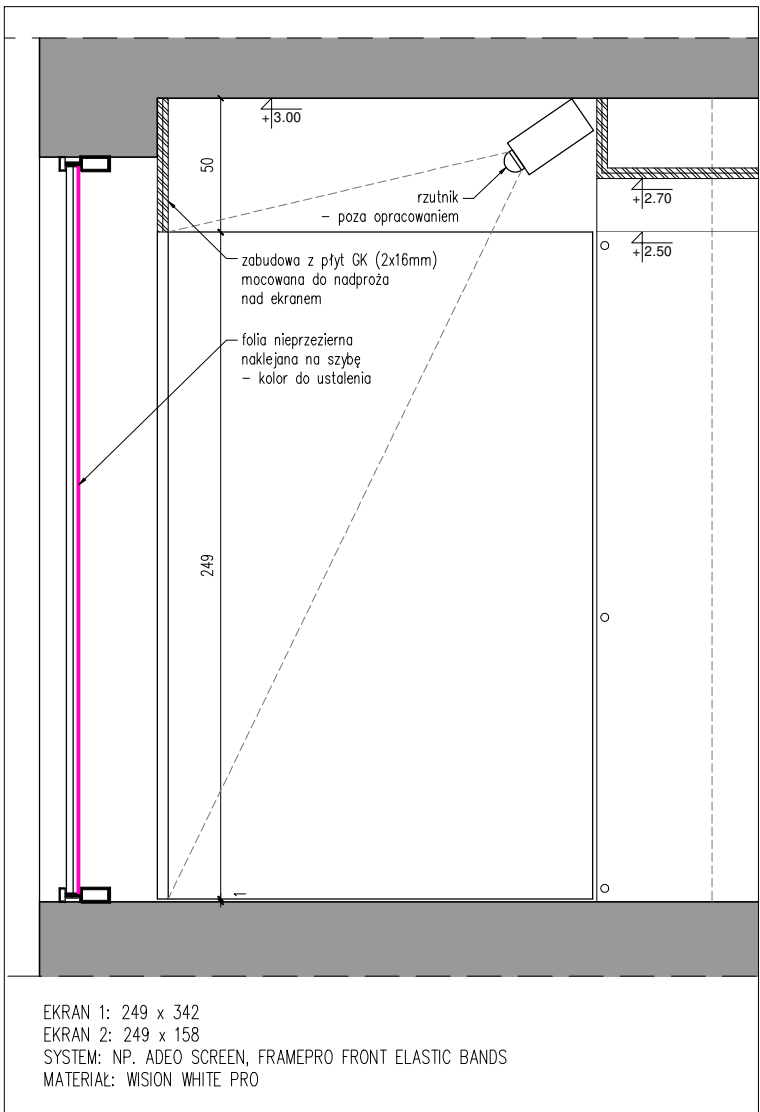 +3.00
50
rzutnik
- poza opracowaniem
+2.70
+2.50
zabudowa z płyt GK (2x16mm)
mocowana do nadproża
nad ekranem
folia nieprzezierna
naklejana na szybę
- kolor do ustalenia
249
1
EKRAN 1: 249 x 342
EKRAN 2: 249 x 158
SYSTEM: NP. ADEO SCREEN, FRAMEPRO FRONT ELASTIC BANDS
MATERIAŁ: WISION WHITE PRO